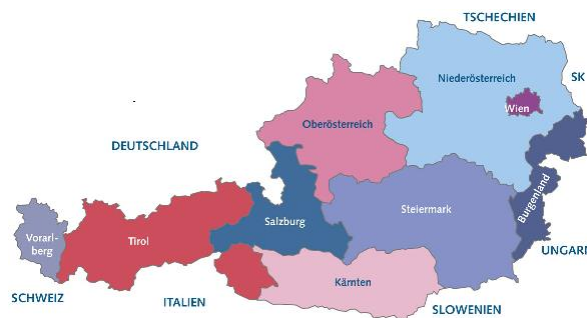 TSCHECHIEN
Niederösterreich
SK
Wien
Oberösterreich
DEUTSCHLAND
Burgenland
Steiermark
Salzburg
Vorarl-
berg
Tirol
UNGARN
Kärnten
SCHWEIZ
ITALIEN
SLOWENIEN